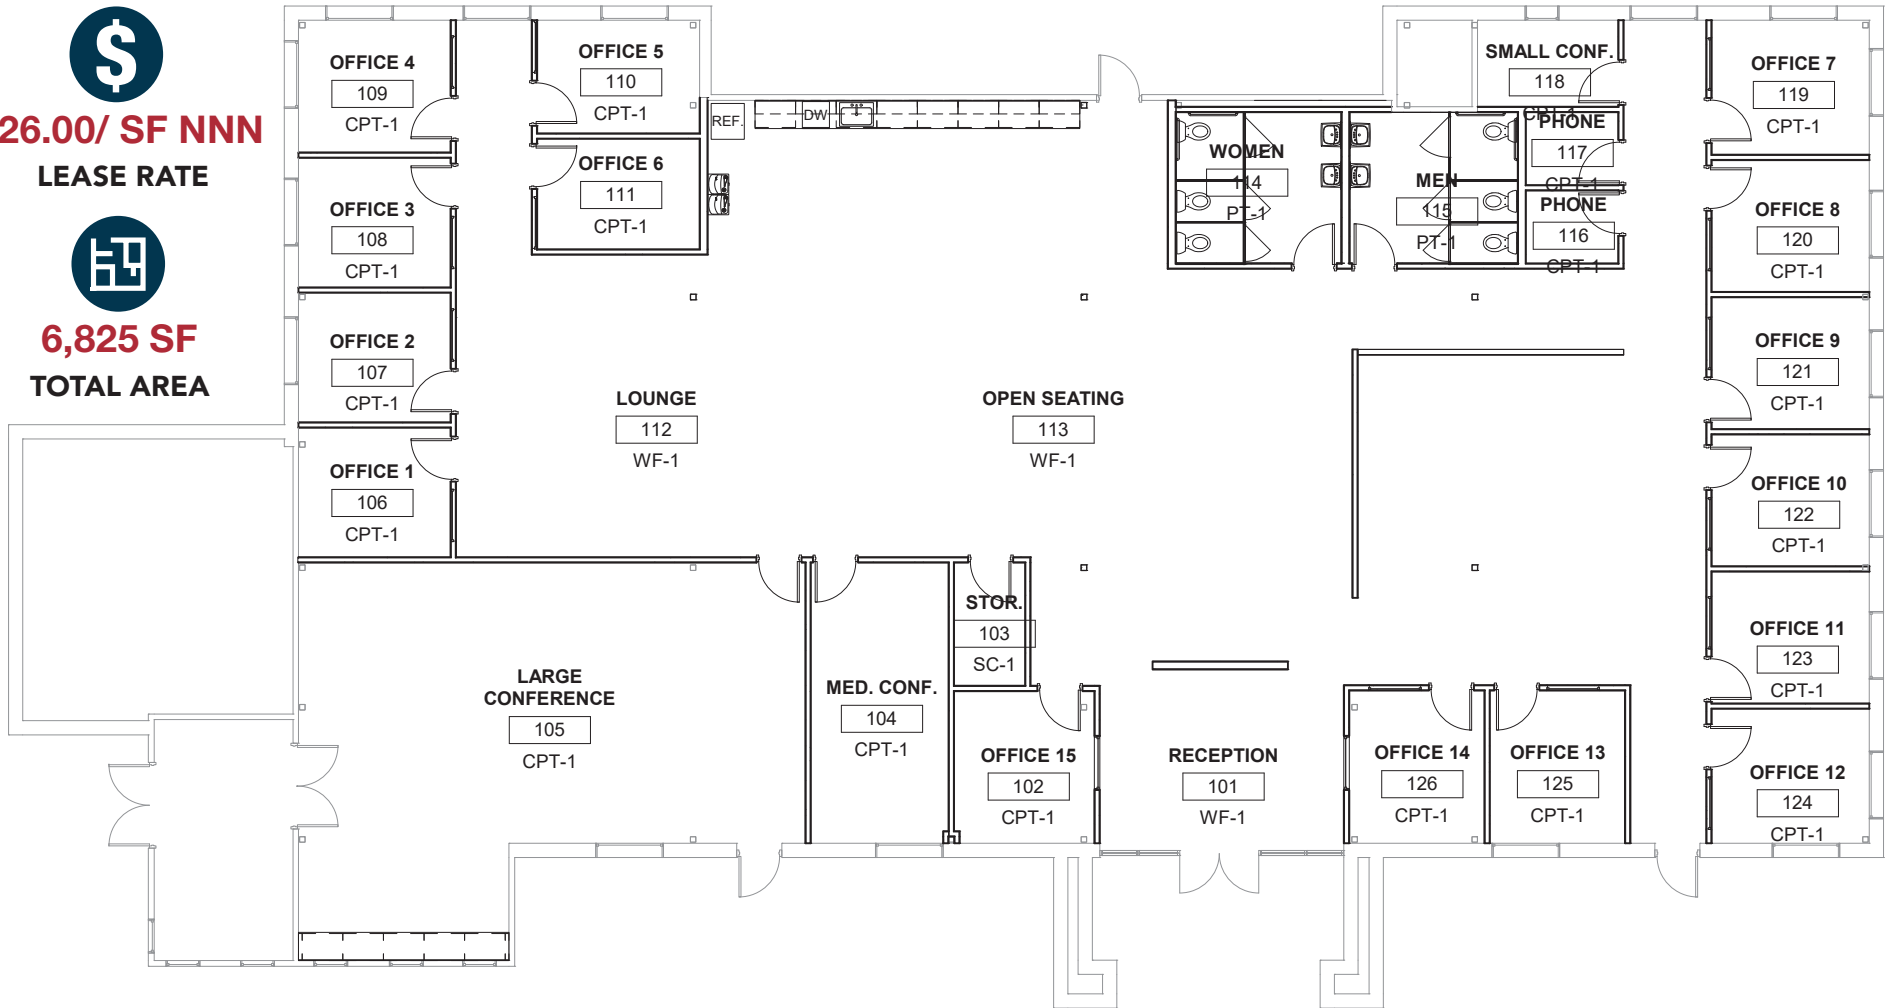 $
26.00/ SF NNN
LEASE RATE
6,825 SF
TOTAL AREA
OFFICE 4
109
CPT-1
OFFICE 5
110
CPT-1
OFFICE 3
108
CPT-1
OFFICE 6
111
CPT-1
REF.
DW
OFFICE 2
107
CPT-1
OFFICE 1
106
CPT-1
LOUNGE
112
WF-1
OPEN SEATING
113
WF-1
WOMEN
114
PT-1
MEN
115
PT-1
SMALL CONF.
118
CPT-1
PHONE
117
CPT-1
PHONE
116
CPT-1
OFFICE 7
119
CPT-1
OFFICE 8
120
CPT-1
OFFICE 9
121
CPT-1
OFFICE 10
122
CPT-1
OFFICE 11
123
CPT-1
OFFICE 12
124
CPT-1
LARGE
CONFERENCE
105
CPT-1
MED. CONF.
104
CPT-1
STOR.
103
SC-1
OFFICE 15
102
CPT-1
RECEPTION
101
WF-1
OFFICE 14
126
CPT-1
OFFICE 13
125
CPT-1